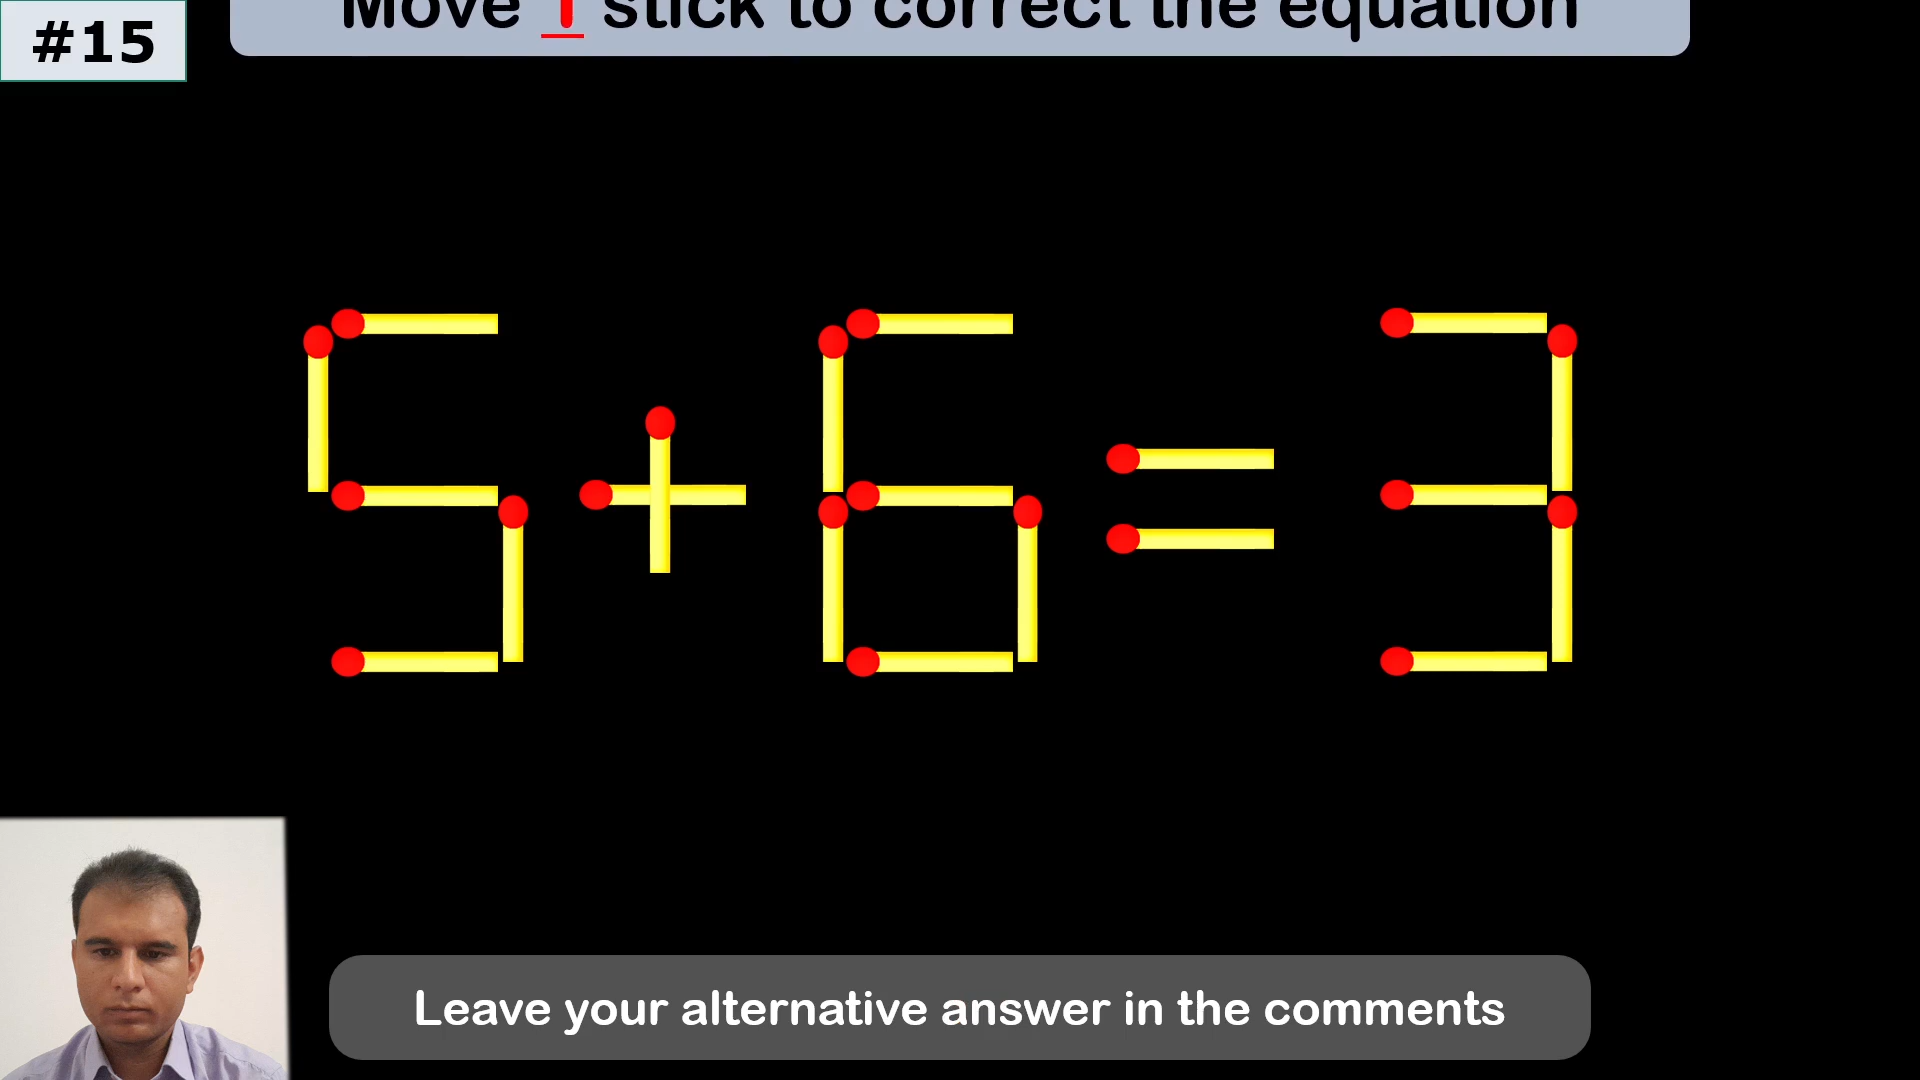 Move 1 stick to correct the equation
#15
5+6=3
Leave your alternative answer in the comments